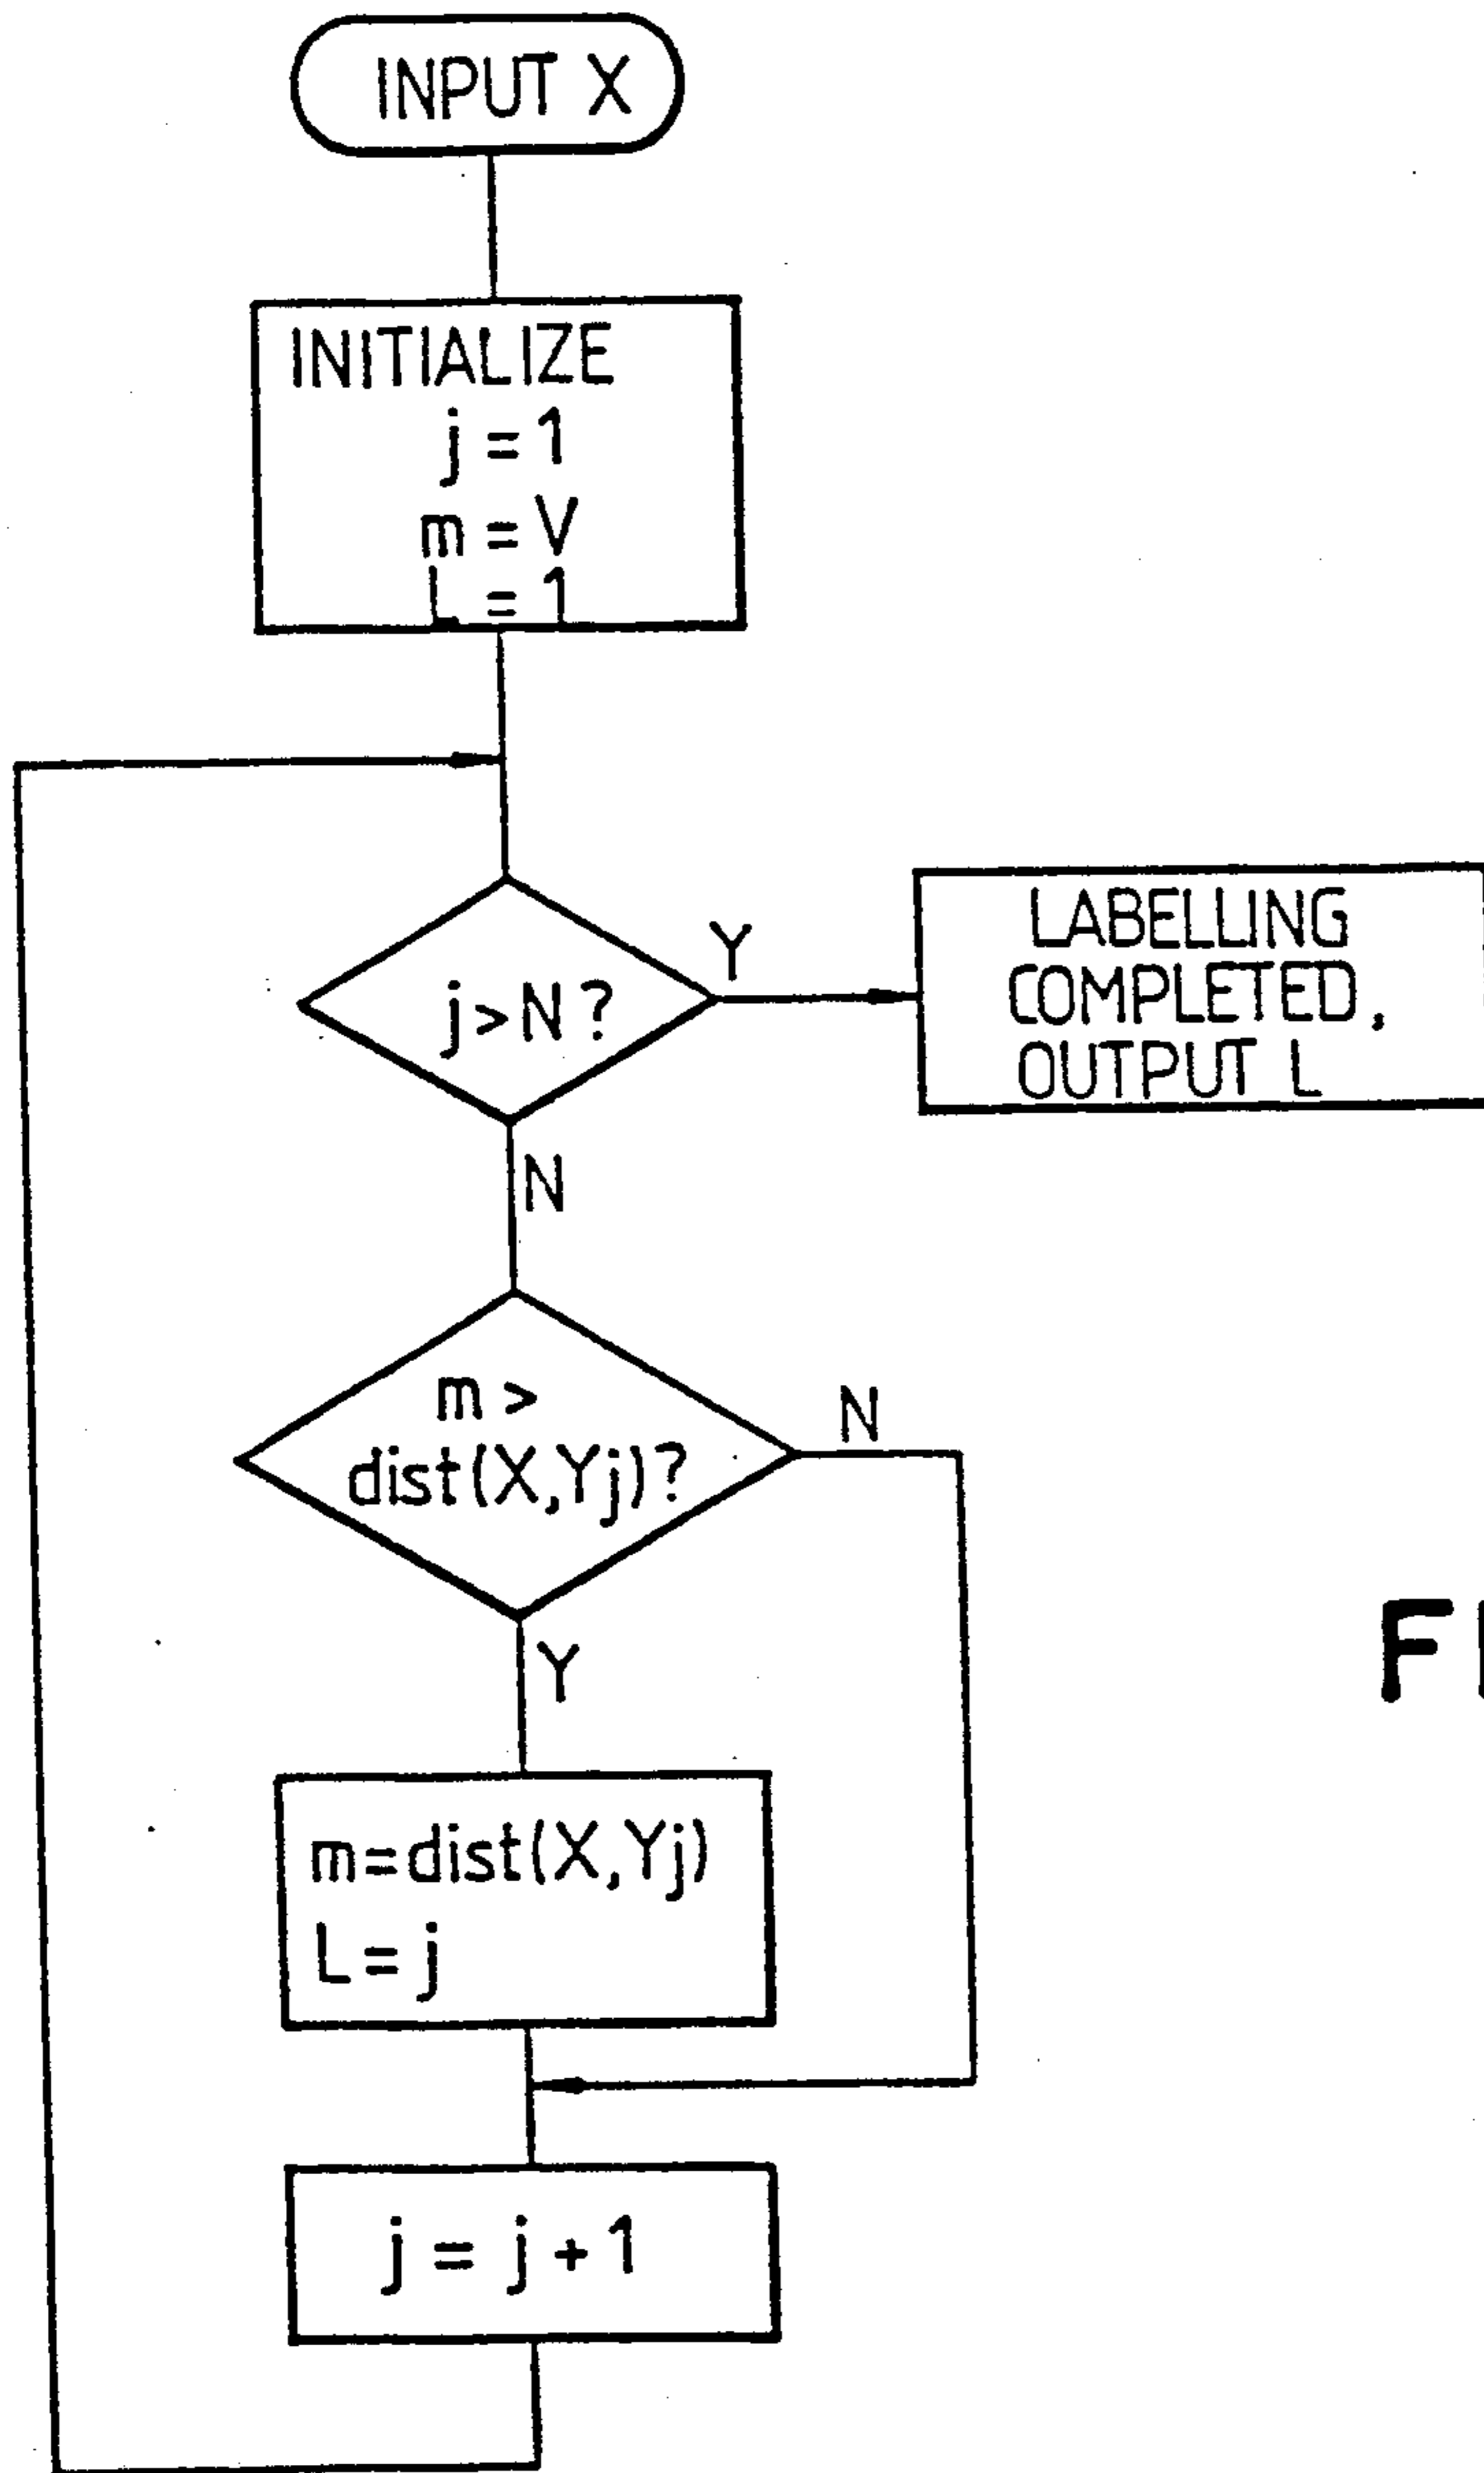 INPUT X
INITIALIZE
j = 1
m = V
L = 1
j > N ?
Y
LABELLING
COMPLETED,
OUTPUT L
N
m >
dist(X,Yj)?
N
Y
m=dist(X,Yj)
L= j
j = j + 1